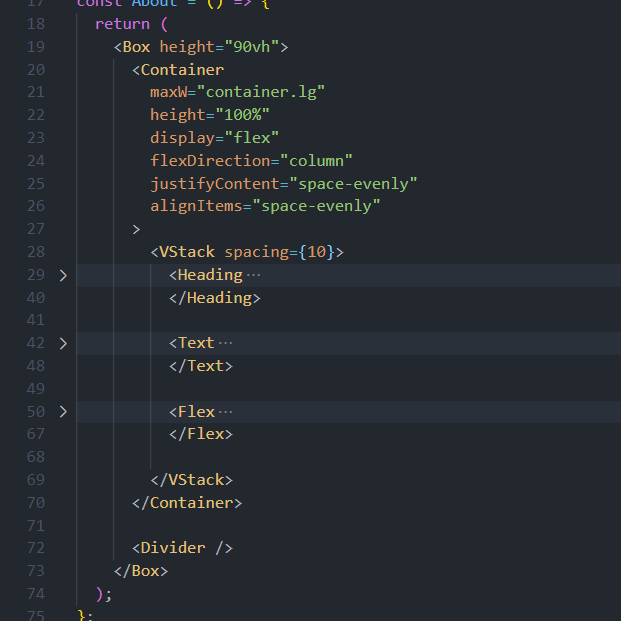 17 const About = () => {
18 return (
19 <Box height="90vh">
20 <Container
21 maxW="container.lg"
22 height="100%"
23 display="flex"
24 flexDirection="column"
25 justifyContent="space-evenly"
26 alignItems="space-evenly"
27 >
28 <VStack spacing={10}>
29 <Heading ···
40 </Heading>
41
42 <Text ···
48 </Text>
49
50 <Flex ···
67 </Flex>
68
69 </VStack>
70 </Container>
71
72 <Divider />
73 </Box>
74 );
75 };